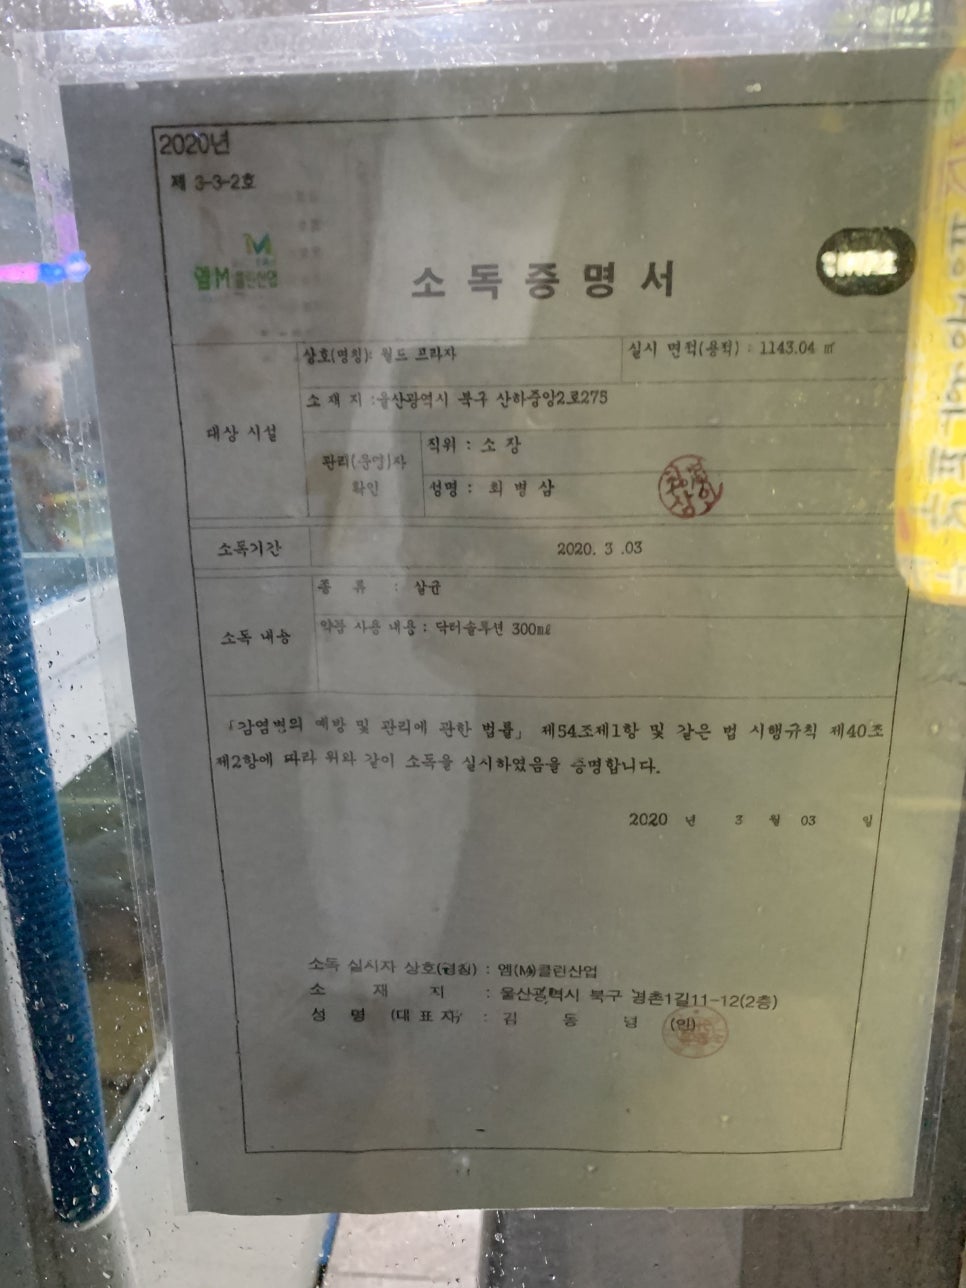 2020년
제 3-3-2호
엠M 클린산업
소독증명서
상호(명칭): 월드 프라자
실시 면적(용적) : 1143.04 ㎡
소 재 지 :울산광역시 북구 산하중앙2로275
대상 시설
관리(운영)자
확인
직위 : 소 장
성명 : 최 병 삼
소독기간
2020. 3 .03
종 류 : 살균
소독 내용
약품 사용 내용 : 닥터솔루션 300㎖
「감염병의 예방 및 관리에 관한 법률」 제54조제1항 및 같은 법 시행규칙 제40조
제2항에 따라 위와 같이 소독을 실시하였음을 증명합니다.
2020 년 3 월 03 일
소독 실시자 상호(명칭) : 엠(M)클린산업
소 재 지 : 울산광역시 북구 경촌1길11-12(2층)
성 명 (대 표 자) : 김 동 녕 (인)